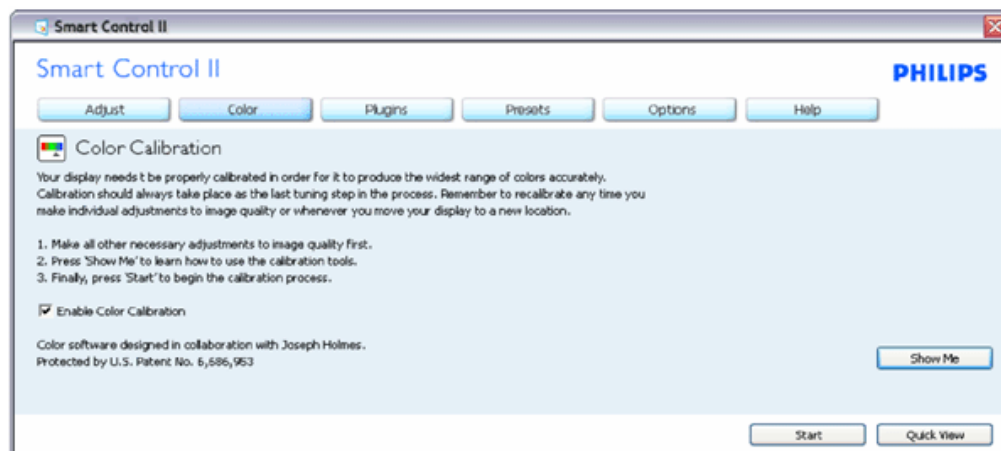 Smart Control II
Smart Control II
PHILIPS
Adjust Color Plugins Presets Options Help
Color Calibration
Your display needs t be properly calibrated in order for it to produce the widest range of colors accurately.
Calibration should always take place as the last tuning step in the process. Remember to recalibrate any time you
make individual adjustments to image quality or whenever you move your display to a new location.
1. Make all other necessary adjustments to image quality first.
2. Press 'Show Me' to learn how to use the calibration tools.
3. Finally, press 'Start' to begin the calibration process.
Enable Color Calibration
Color software designed in collaboration with Joseph Holmes.
Protected by U.S. Patent No. 6,686,953
Show Me
Start Quick View